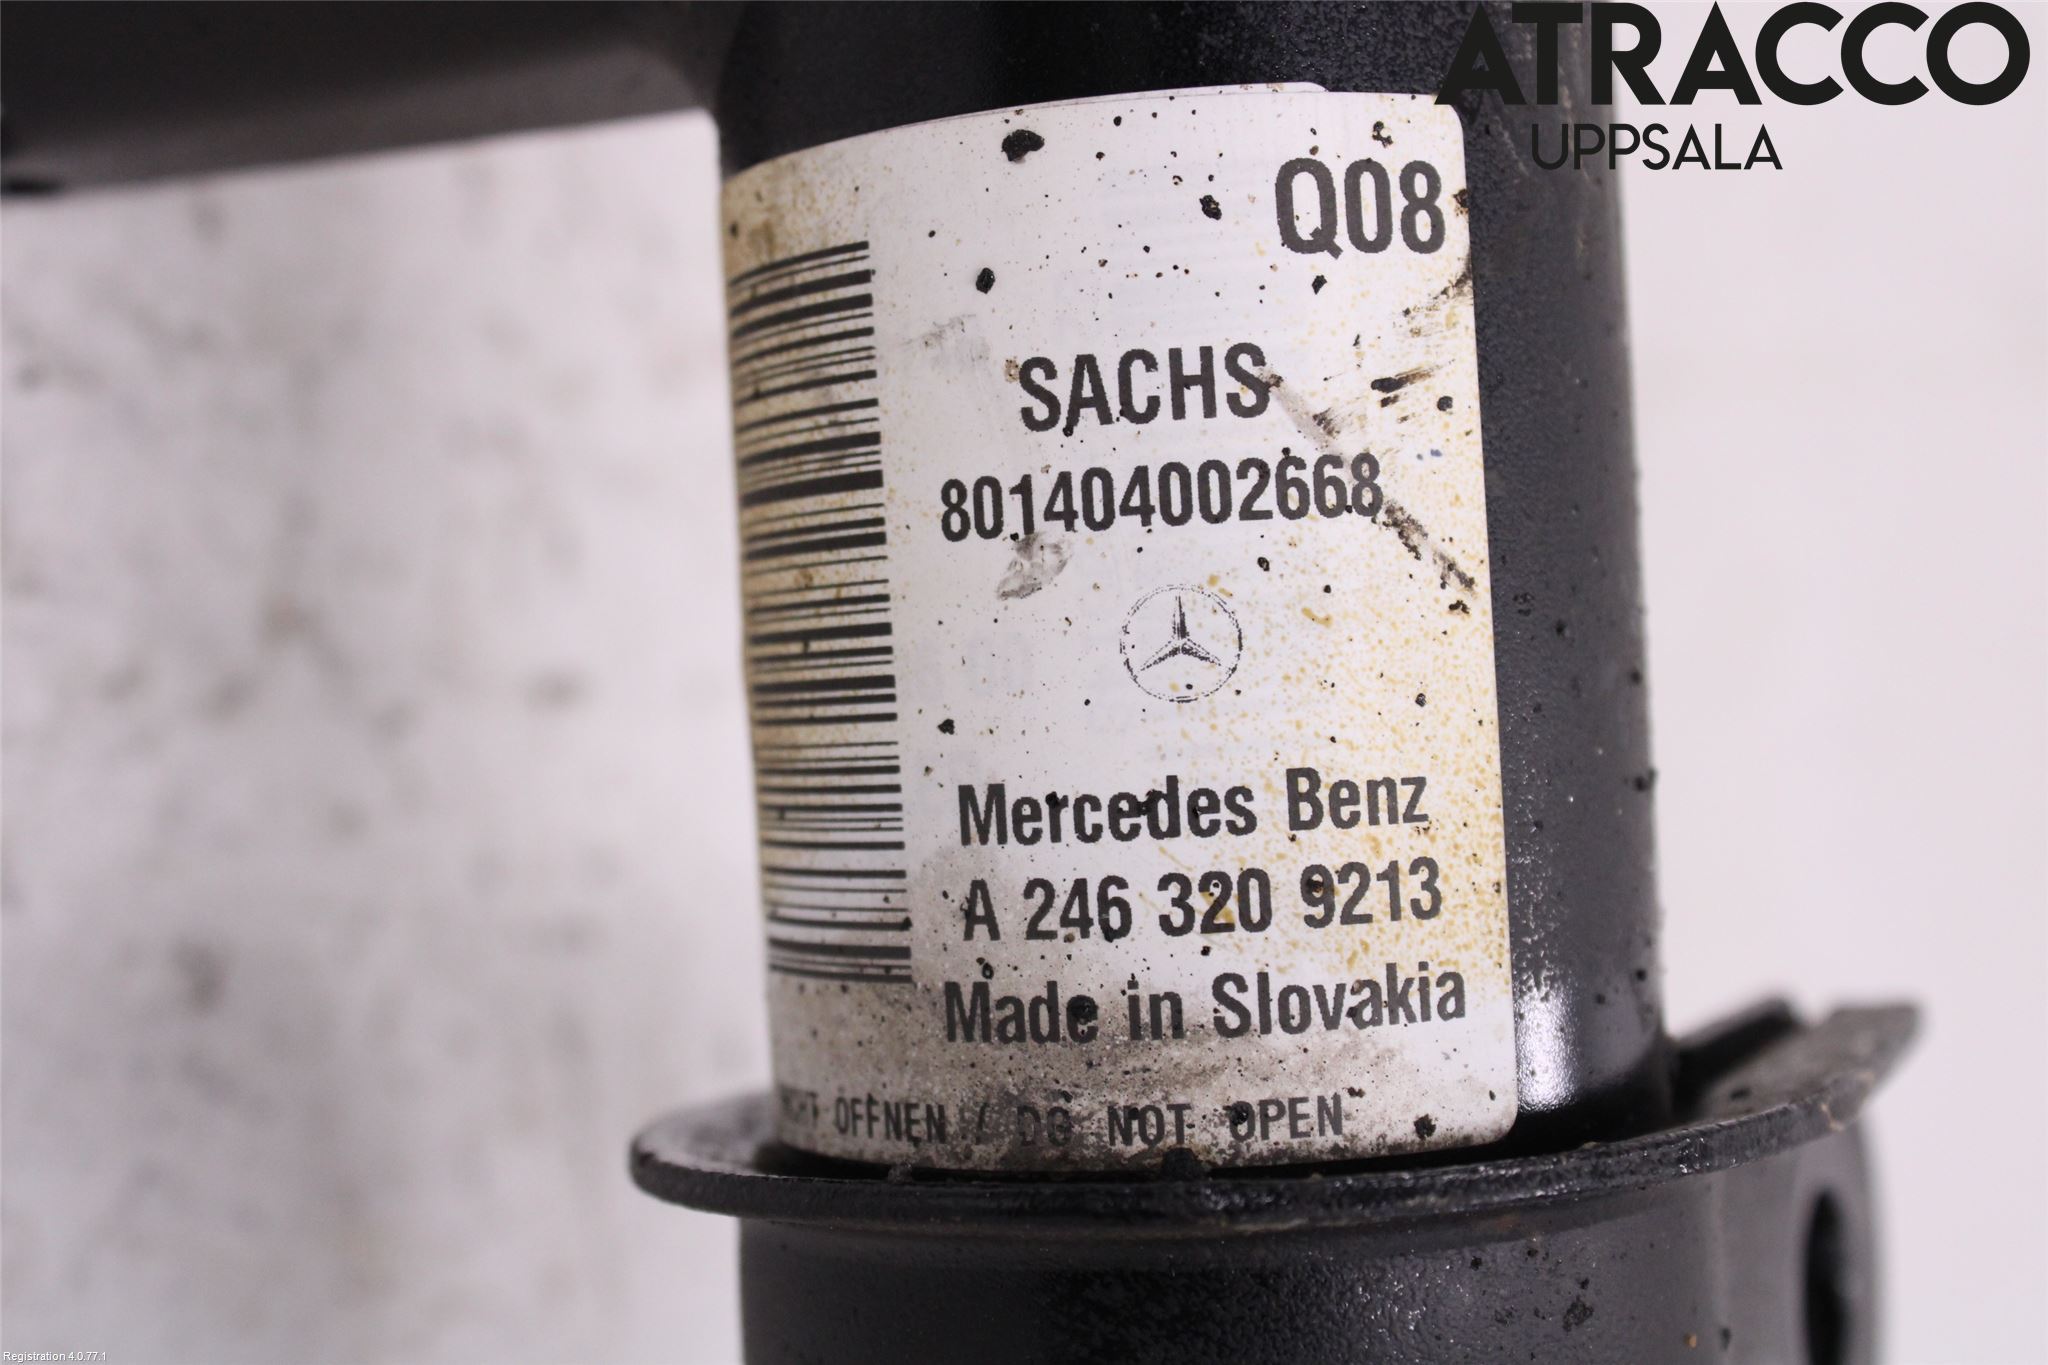 ATRACCO
UPPSALA
Q08
SACHS
801404002668
Mercedes Benz
A 246 320 9213
Made in Slovakia
OFFNEN / DO NOT OPEN
Registration 4.0.77.1